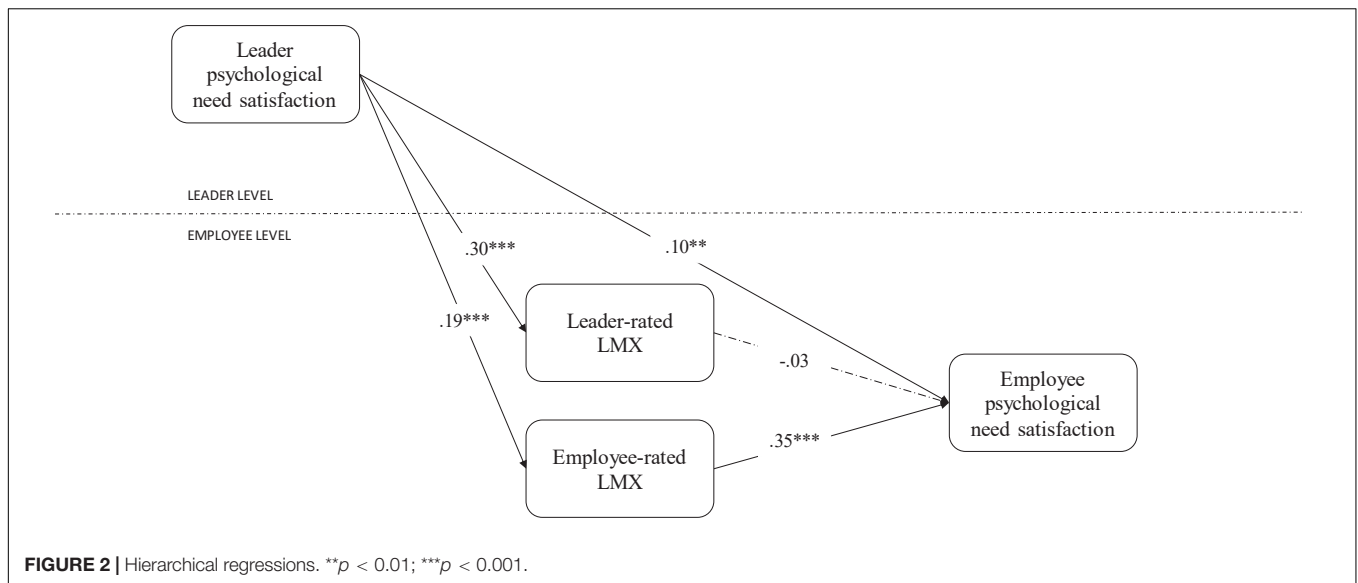 Leader
psychological
need satisfaction
LEADER LEVEL
EMPLOYEE LEVEL
.30***
.10**
.19***
Leader-rated
LMX
-.03
Employee
psychological
need satisfaction
.35***
Employee-rated
LMX
FIGURE 2 | Hierarchical regressions. **p < 0.01; ***p < 0.001.